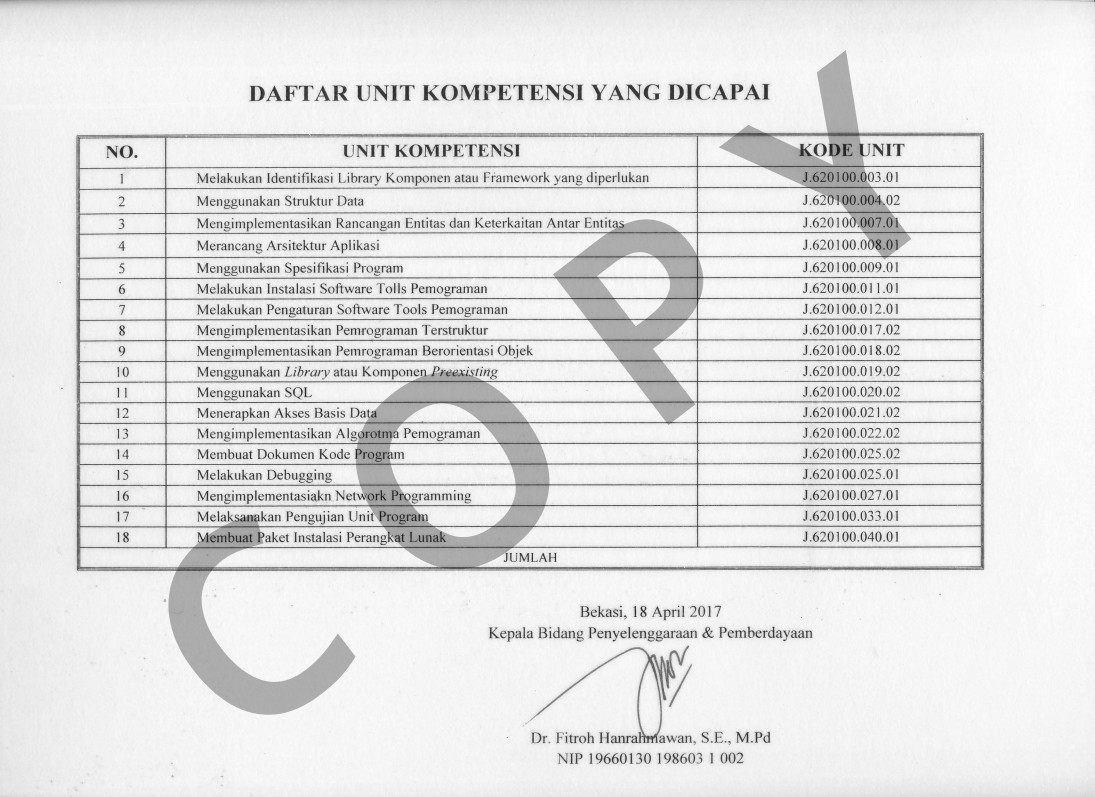 DAFTAR UNIT KOMPETENSI YANG DICAPAI
NO. UNIT KOMPETENSI KODE UNIT
1 Melakukan Identifikasi Library Komponen atau Framework yang diperlukan J.620100.003.01
2 Menggunakan Struktur Data J.620100.004.02
3 Mengimplementasikan Rancangan Entitas dan Keterkaitan Antar Entitas J.620100.007.01
4 Merancang Arsitektur Aplikasi J.620100.008.01
5 Menggunakan Spesifikasi Program J.620100.009.01
6 Melakukan Instalasi Software Tolls Pemograman J.620100.011.01
7 Melakukan Pengaturan Software Tools Pemograman J.620100.012.01
8 Mengimplementasikan Pemrograman Terstruktur J.620100.017.02
9 Mengimplementasikan Pemrograman Berorientasi Objek J.620100.018.02
10 Menggunakan Library atau Komponen Preexisting J.620100.019.02
11 Menggunakan SQL J.620100.020.02
12 Menerapkan Akses Basis Data J.620100.021.02
13 Mengimplementasikan Algorotma Pemograman J.620100.022.02
14 Membuat Dokumen Kode Program J.620100.025.02
15 Melakukan Debugging J.620100.025.01
16 Mengimplementasiakn Network Programming J.620100.027.01
17 Melaksanakan Pengujian Unit Program J.620100.033.01
18 Membuat Paket Instalasi Perangkat Lunak J.620100.040.01
JUMLAH
COPY
Bekasi, 18 April 2017
Kepala Bidang Penyelenggaraan & Pemberdayaan
Dr. Fitroh Hanrahmawan, S.E., M.Pd
NIP 19660130 198603 1 002